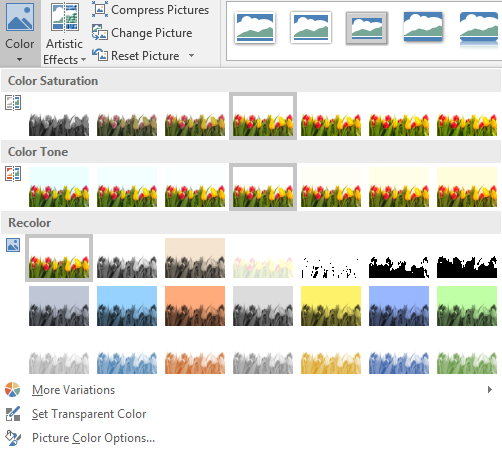 Compress Pictures
Change Picture
Reset Picture
Color
Artistic
Effects
Color Saturation
Color Tone
Recolor
More Variations
Set Transparent Color
Picture Color Options...